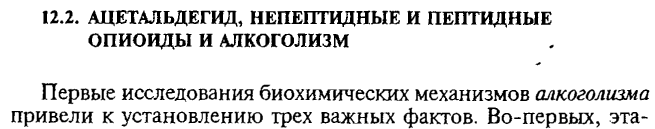 12.2. АЦЕТАЛЬДЕГИД, НЕПЕПТИДНЫЕ И ПЕПТИДНЫЕ
ОПИОИДЫ И АЛКОГОЛИЗМ
Первые исследования биохимических механизмов алкоголизма
привели к установлению трех важных фактов. Во-первых, эта-